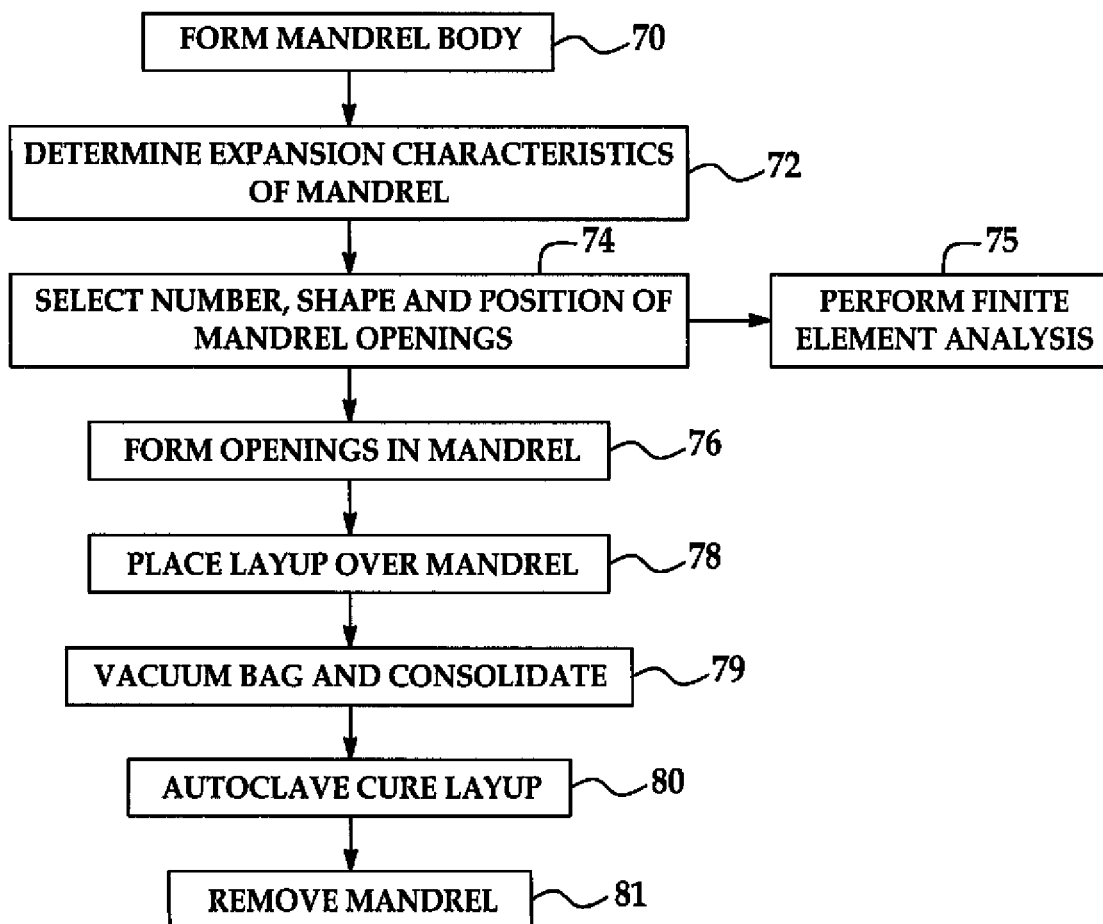 FORM MANDREL BODY
70
DETERMINE EXPANSION CHARACTERISTICS
OF MANDREL
72
74
SELECT NUMBER, SHAPE AND POSITION OF
MANDREL OPENINGS
75
PERFORM FINITE
ELEMENT ANALYSIS
FORM OPENINGS IN MANDREL
76
PLACE LAYUP OVER MANDREL
78
VACUUM BAG AND CONSOLIDATE
79
AUTOCLAVE CURE LAYUP
80
REMOVE MANDREL
81